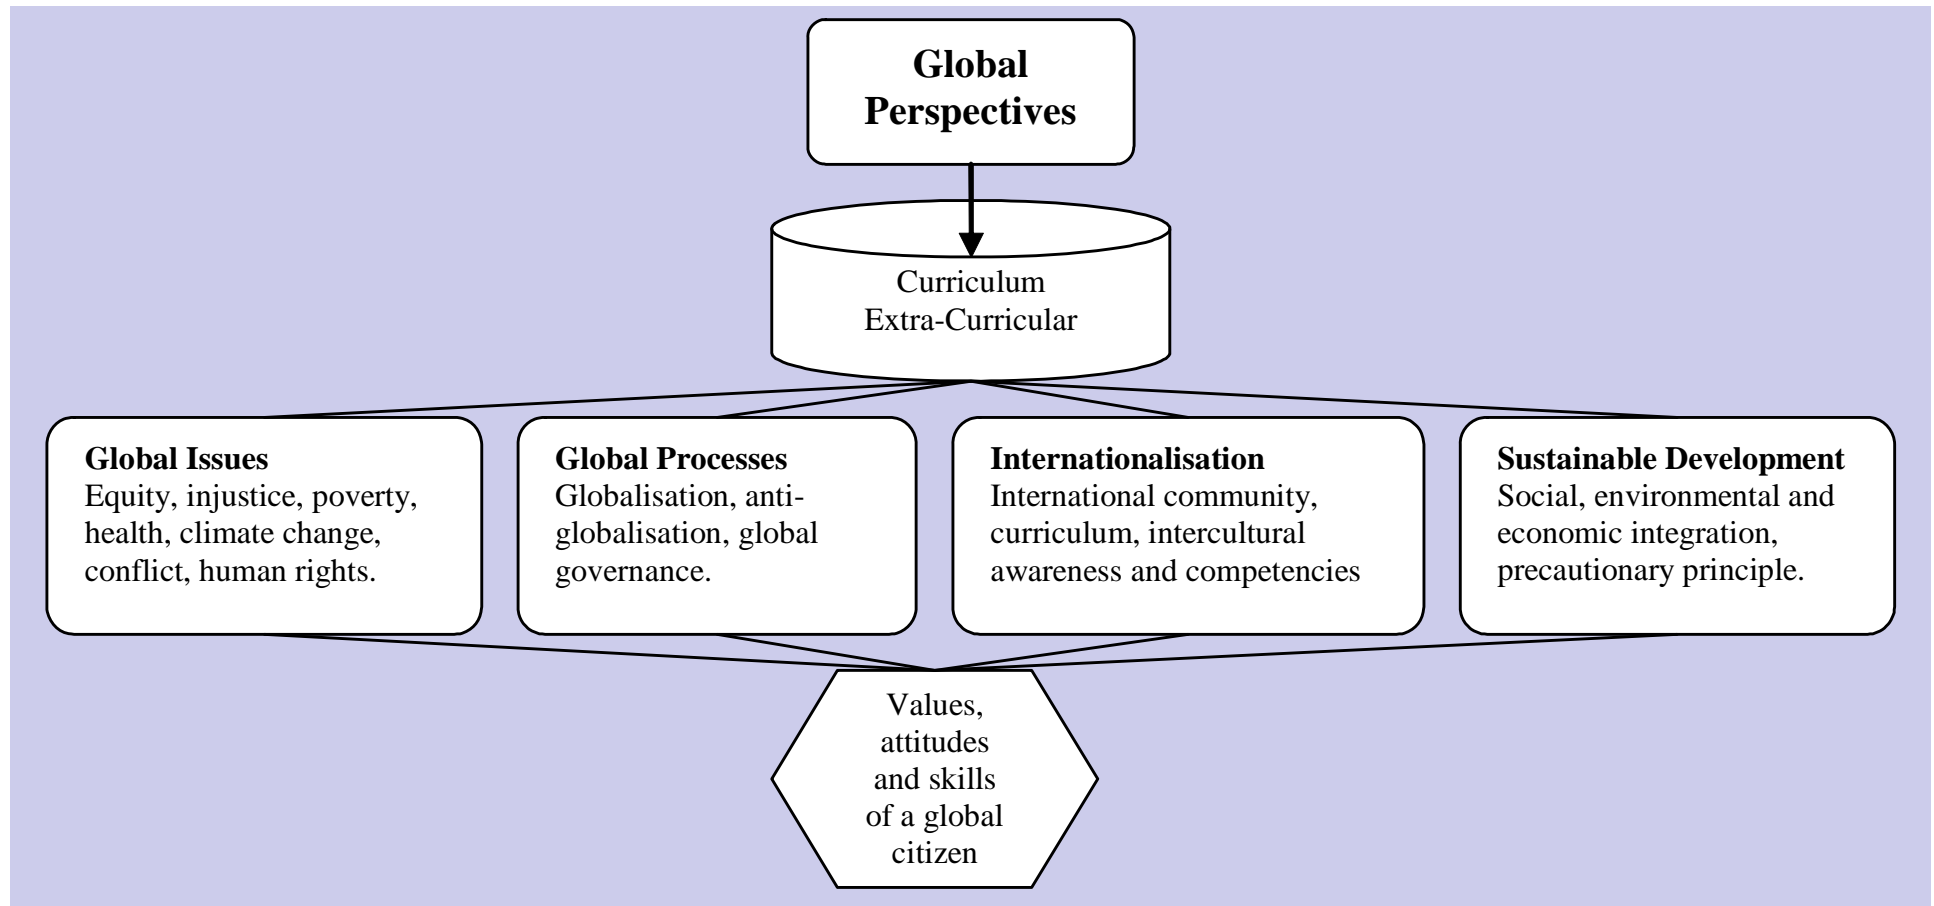 Global
Perspectives
Curriculum
Extra-Curricular
Global Issues
Equity, injustice, poverty,
health, climate change,
conflict, human rights.
Global Processes
Globalisation, anti-
globalisation, global
governance.
Internationalisation
International community,
curriculum, intercultural
awareness and competencies
Sustainable Development
Social, environmental and
economic integration,
precautionary principle.
Values,
attitudes
and skills
of a global
citizen